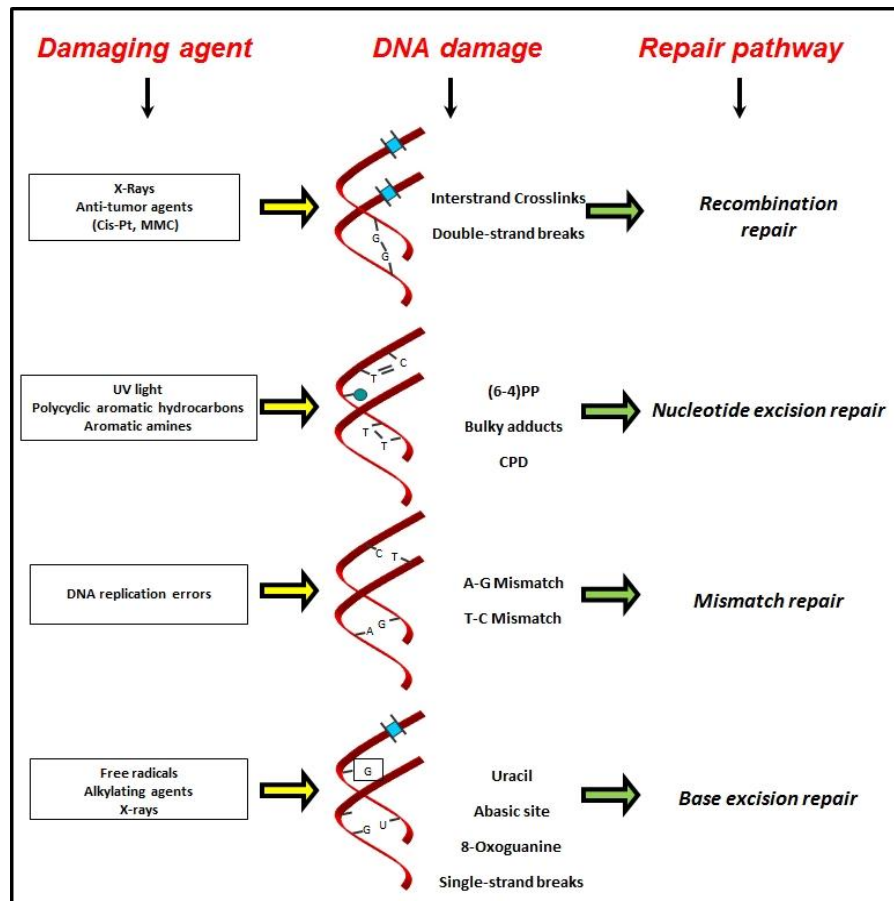 Damaging agent
DNA damage
Repair pathway
X-Rays
Anti-tumor agents
(Cis-Pt, MMC)
G
G
Interstrand Crosslinks
Double-strand breaks
Recombination
repair
UV light
Polycyclic aromatic hydrocarbons
Aromatic amines
T
C
T
T
(6-4)PP
Bulky adducts
CPD
Nucleotide excision repair
DNA replication errors
C T
A G
A-G Mismatch
T-C Mismatch
Mismatch repair
Free radicals
Alkylating agents
X-rays
G
G U
Uracil
Abasic site
8-Oxoguanine
Single-strand breaks
Base excision repair